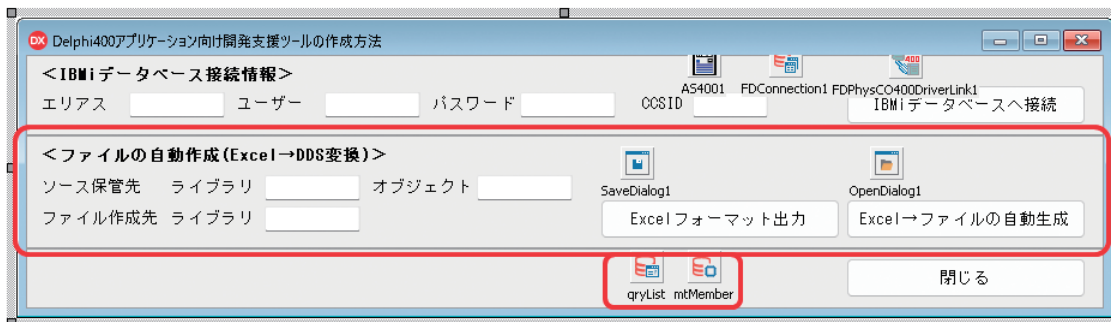 DX Delphi400アプリケーション向け開発支援ツールの作成方法
＜IBMiデータベース接続情報＞
AS4001 FDConnection1 FDPhysCO400DriverLink1
エリアス ユーザー パスワード CCSID IBMiデータベースへ接続
＜ファイルの自動作成(Excel→DDS変換)＞
ソース保管先 ライブラリ オブジェクト SaveDialog1 OpenDialog1
ファイル作成先 ライブラリ Excelフォーマット出力 Excel→ファイルの自動生成
qryList mtMember 閉じる